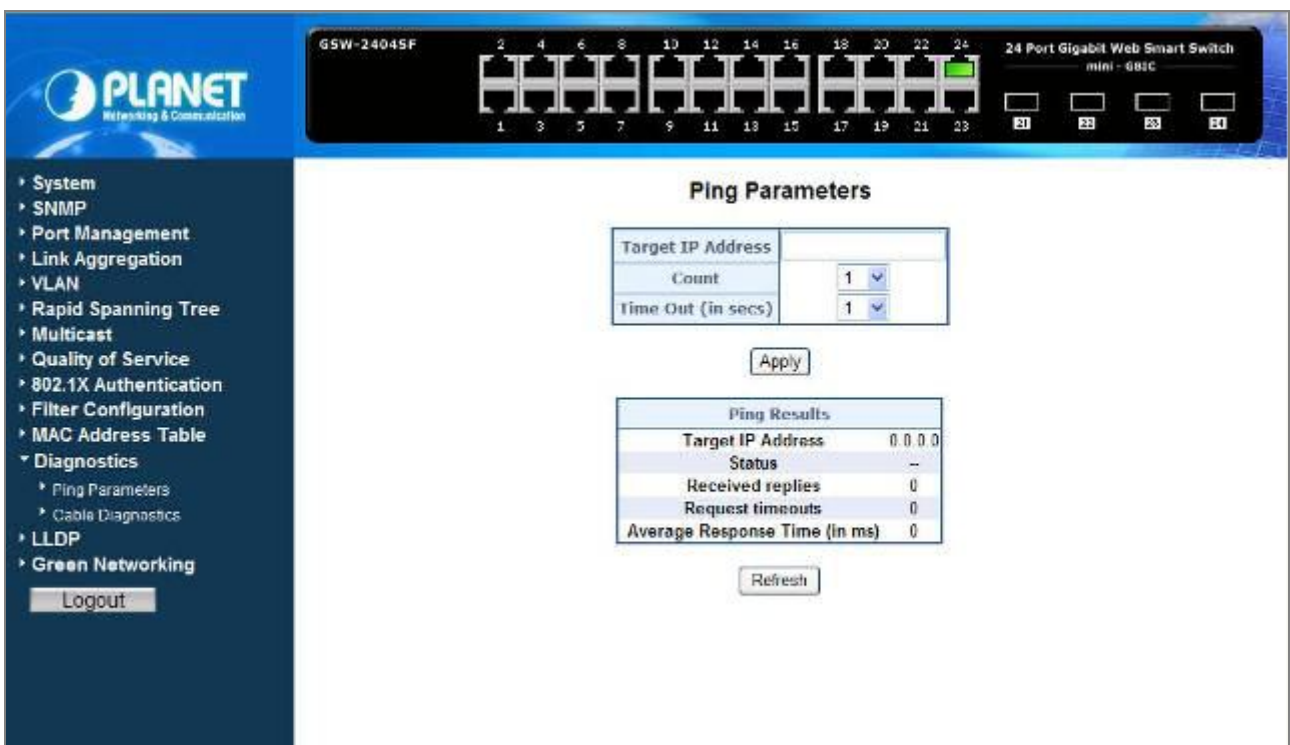 PLANET
Networking & Communication
GSW-2404SF
2 4 6 8 10 12 14 16 18 20 22 24
1 3 5 7 9 11 13 15 17 19 21 23
24 Port Gigabit Web Smart Switch
mini - GBIC
21 22 23 24
System
SNMP
Port Management
Link Aggregation
VLAN
Rapid Spanning Tree
Multicast
Quality of Service
802.1X Authentication
Filter Configuration
MAC Address Table
Diagnostics
Ping Parameters
Cable Diagnostics
LLDP
Green Networking
Logout
Ping Parameters
Target IP Address
Count 1
Time Out (in secs) 1
Apply
Ping Results
Target IP Address 0.0.0.0
Status --
Received replies 0
Request timeouts 0
Average Response Time (in ms) 0
Refresh